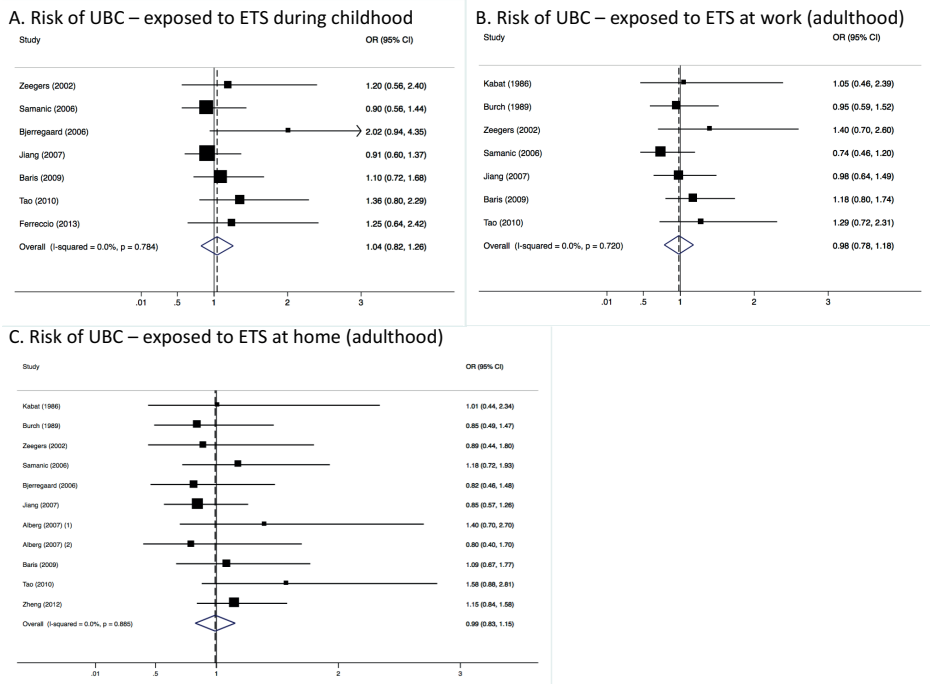 A. Risk of UBC – exposed to ETS during childhood
Study OR (95% CI)
Zeegers (2002) 1.20 (0.56, 2.40)
Samanic (2006) 0.90 (0.56, 1.44)
Bjerregaard (2006) 2.02 (0.94, 4.35)
Jiang (2007) 0.91 (0.60, 1.37)
Baris (2009) 1.10 (0.72, 1.68)
Tao (2010) 1.36 (0.80, 2.29)
Ferreccio (2013) 1.25 (0.64, 2.42)
Overall (I-squared = 0.0%, p = 0.784) 1.04 (0.82, 1.26)
.01 .5 1 2 3
B. Risk of UBC – exposed to ETS at work (adulthood)
Study OR (95% CI)
Kabat (1986) 1.05 (0.46, 2.39)
Burch (1989) 0.95 (0.59, 1.52)
Zeegers (2002) 1.40 (0.70, 2.60)
Samanic (2006) 0.74 (0.46, 1.20)
Jiang (2007) 0.98 (0.64, 1.49)
Baris (2009) 1.18 (0.80, 1.74)
Tao (2010) 1.29 (0.72, 2.31)
Overall (I-squared = 0.0%, p = 0.720) 0.98 (0.78, 1.18)
.01 .5 1 2 3
C. Risk of UBC – exposed to ETS at home (adulthood)
Study OR (95% CI)
Kabat (1986) 1.01 (0.44, 2.34)
Burch (1989) 0.85 (0.49, 1.47)
Zeegers (2002) 0.89 (0.44, 1.80)
Samanic (2006) 1.18 (0.72, 1.93)
Bjerregaard (2006) 0.82 (0.46, 1.48)
Jiang (2007) 0.85 (0.57, 1.26)
Alberg (2007) (1) 1.40 (0.70, 2.70)
Alberg (2007) (2) 0.80 (0.40, 1.70)
Baris (2009) 1.09 (0.67, 1.77)
Tao (2010) 1.58 (0.88, 2.81)
Zheng (2012) 1.15 (0.84, 1.58)
Overall (I-squared = 0.0%, p = 0.885) 0.99 (0.83, 1.15)
.01 .5 1 2 3